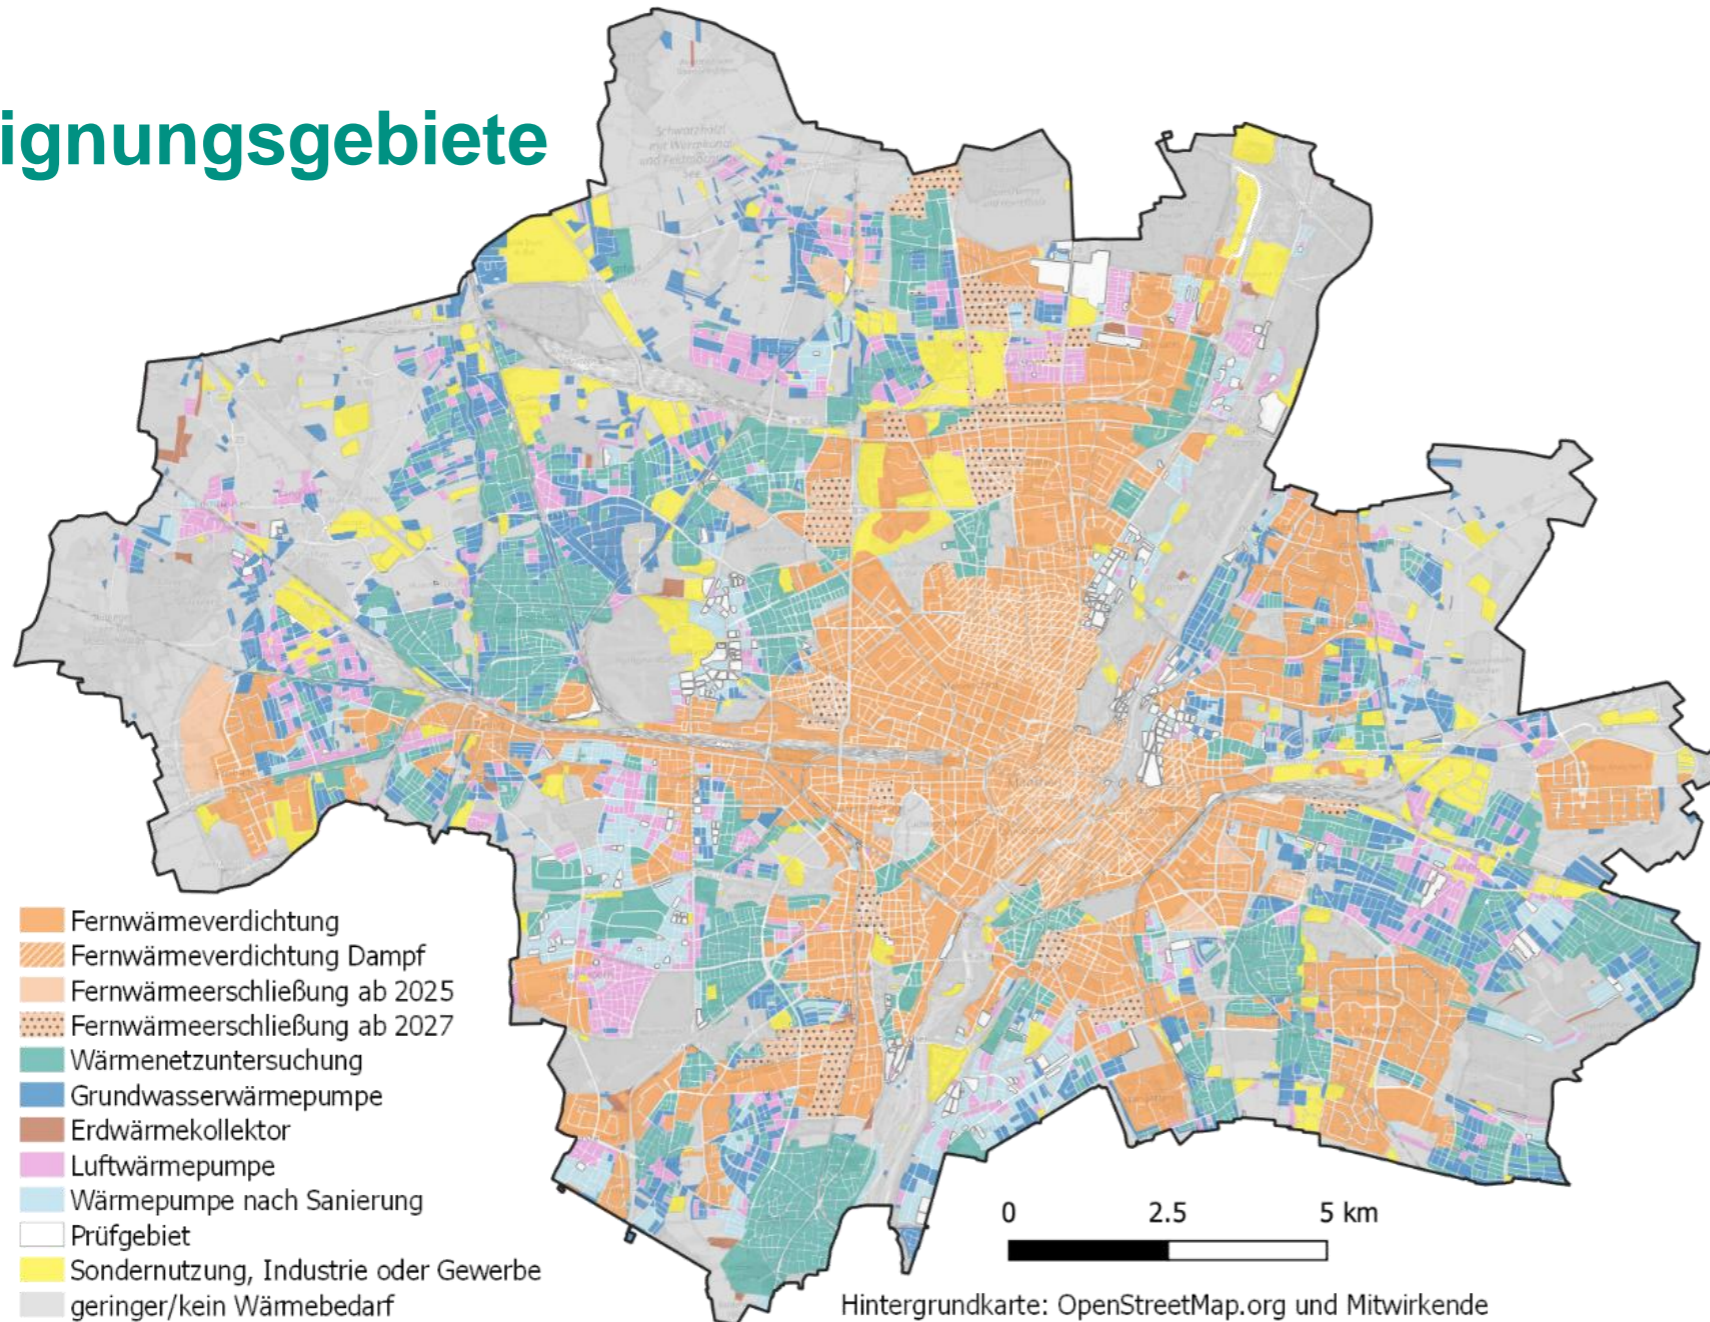 ignungsgebiete
Schwarzhölzl
Fernwärmeverdichtung
Fernwärmeverdichtung Dampf
Fernwärmeerschließung ab 2025
Fernwärmeerschließung ab 2027
Wärmenetzuntersuchung
Grundwasserwärmepumpe
Erdwärmekollektor
Luftwärmepumpe
Wärmepumpe nach Sanierung
Prüfgebiet
Sondernutzung, Industrie oder Gewerbe
geringer/kein Wärmebedarf
0 2.5 5 km
Hintergrundkarte: OpenStreetMap.org und Mitwirkende